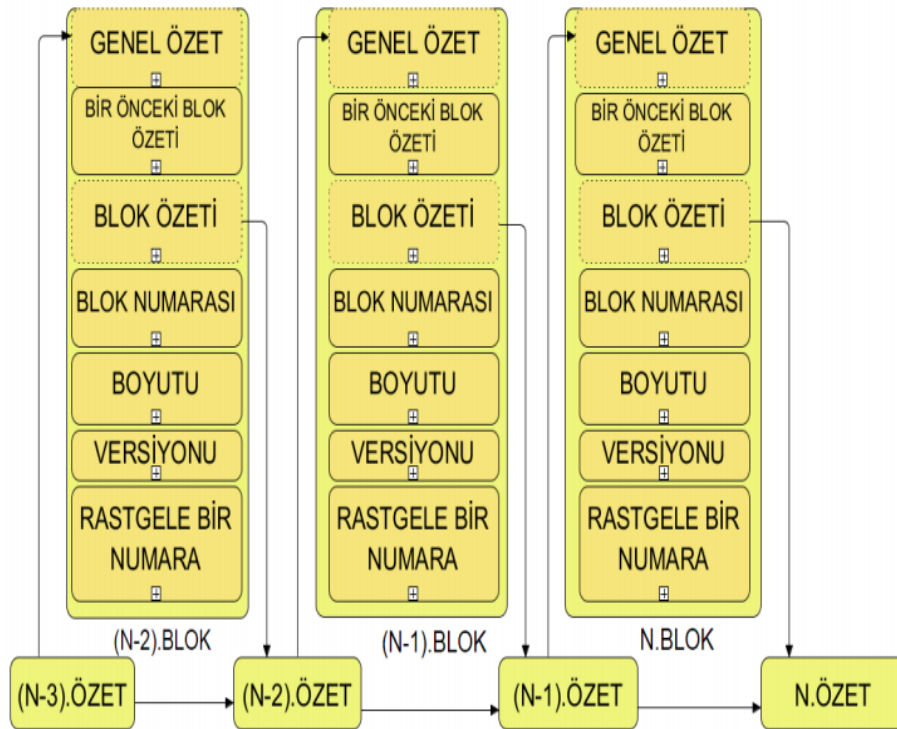 GENEL ÖZET
BİR ÖNCEKİ BLOK
ÖZETİ
BLOK ÖZETİ
BLOK NUMARASI
BOYUTU
VERSİYONU
RASTGELE BİR
NUMARA
(N-2).BLOK
GENEL ÖZET
BİR ÖNCEKİ BLOK
ÖZETİ
BLOK ÖZETİ
BLOK NUMARASI
BOYUTU
VERSİYONU
RASTGELE BİR
NUMARA
(N-1).BLOK
GENEL ÖZET
BİR ÖNCEKİ BLOK
ÖZETİ
BLOK ÖZETİ
BLOK NUMARASI
BOYUTU
VERSİYONU
RASTGELE BİR
NUMARA
N.BLOK
(N-3).ÖZET
(N-2).ÖZET
(N-1).ÖZET
N.ÖZET